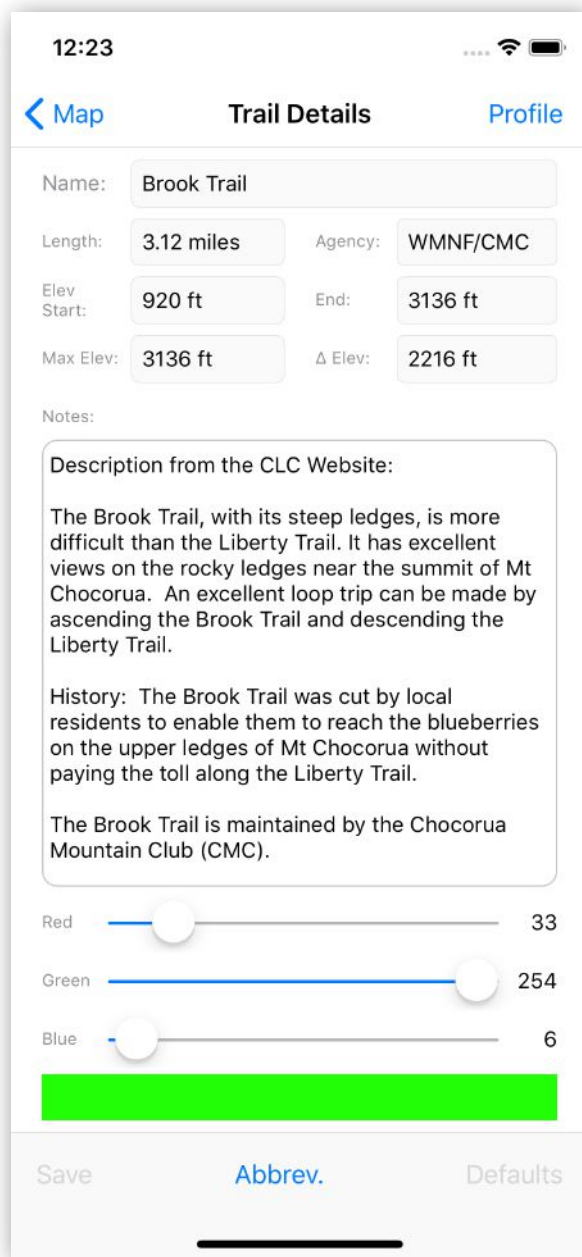 12:23
Map Trail Details Profile
Name: Brook Trail
Length: 3.12 miles Agency: WMNF/CMC
Elev Start: 920 ft End: 3136 ft
Max Elev: 3136 ft Δ Elev: 2216 ft
Notes:
Description from the CLC Website:
The Brook Trail, with its steep ledges, is more
difficult than the Liberty Trail. It has excellent
views on the rocky ledges near the summit of Mt
Chocorua.  An excellent loop trip can be made by
ascending the Brook Trail and descending the
Liberty Trail.
History:  The Brook Trail was cut by local
residents to enable them to reach the blueberries
on the upper ledges of Mt Chocorua without
paying the toll along the Liberty Trail.
The Brook Trail is maintained by the Chocorua
Mountain Club (CMC).
Red 33
Green 254
Blue 6
Save Abbrev. Defaults